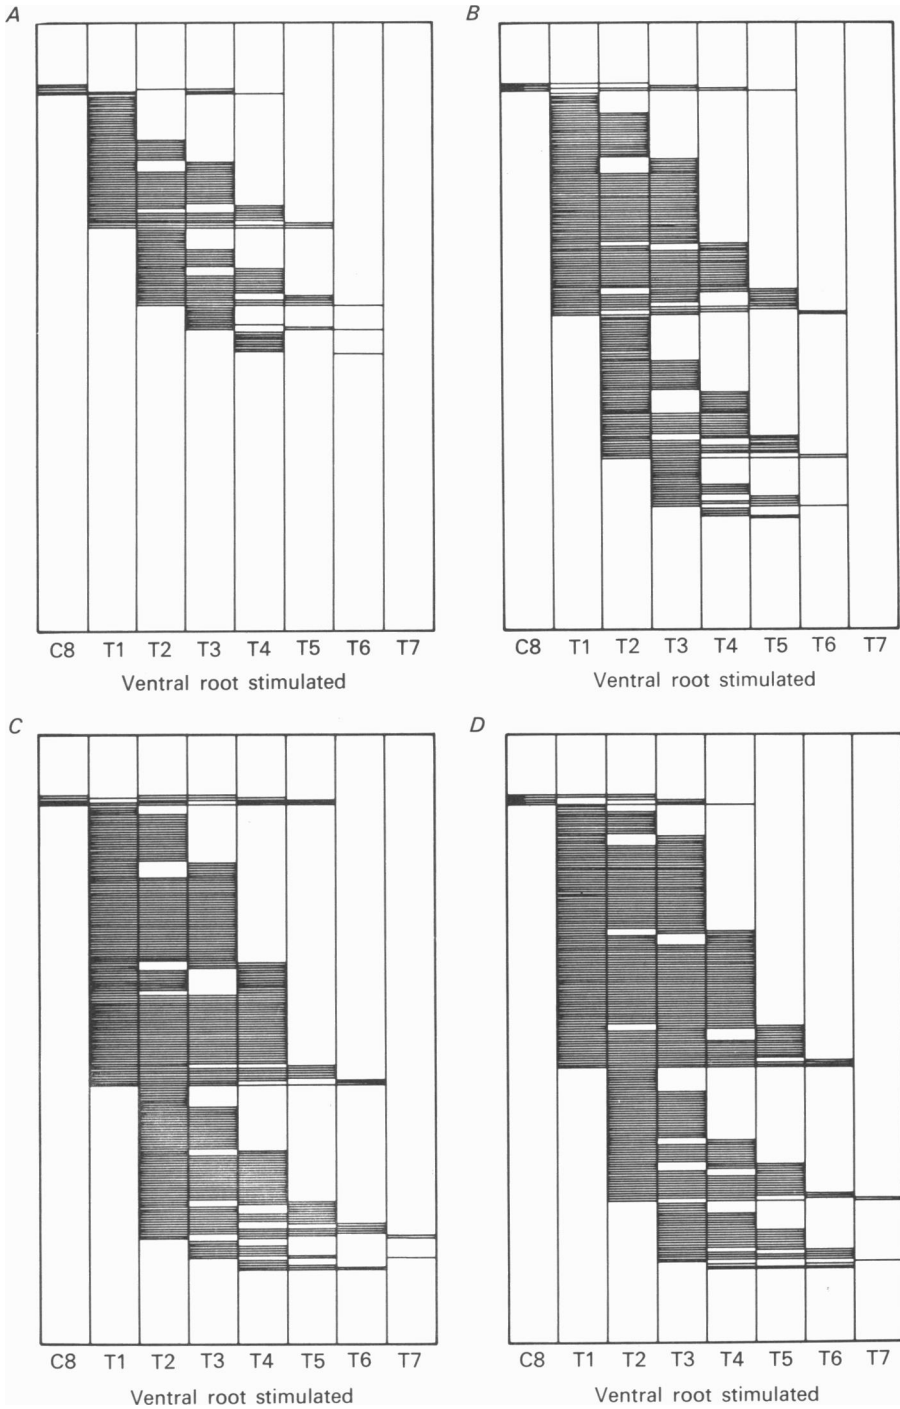 A
B
C8 T1 T2 T3 T4 T5 T6 T7
Ventral root stimulated
C8 T1 T2 T3 T4 T5 T6 T7
Ventral root stimulated
C
D
C8 T1 T2 T3 T4 T5 T6 T7
Ventral root stimulated
C8 T1 T2 T3 T4 T5 T6 T7
Ventral root stimulated